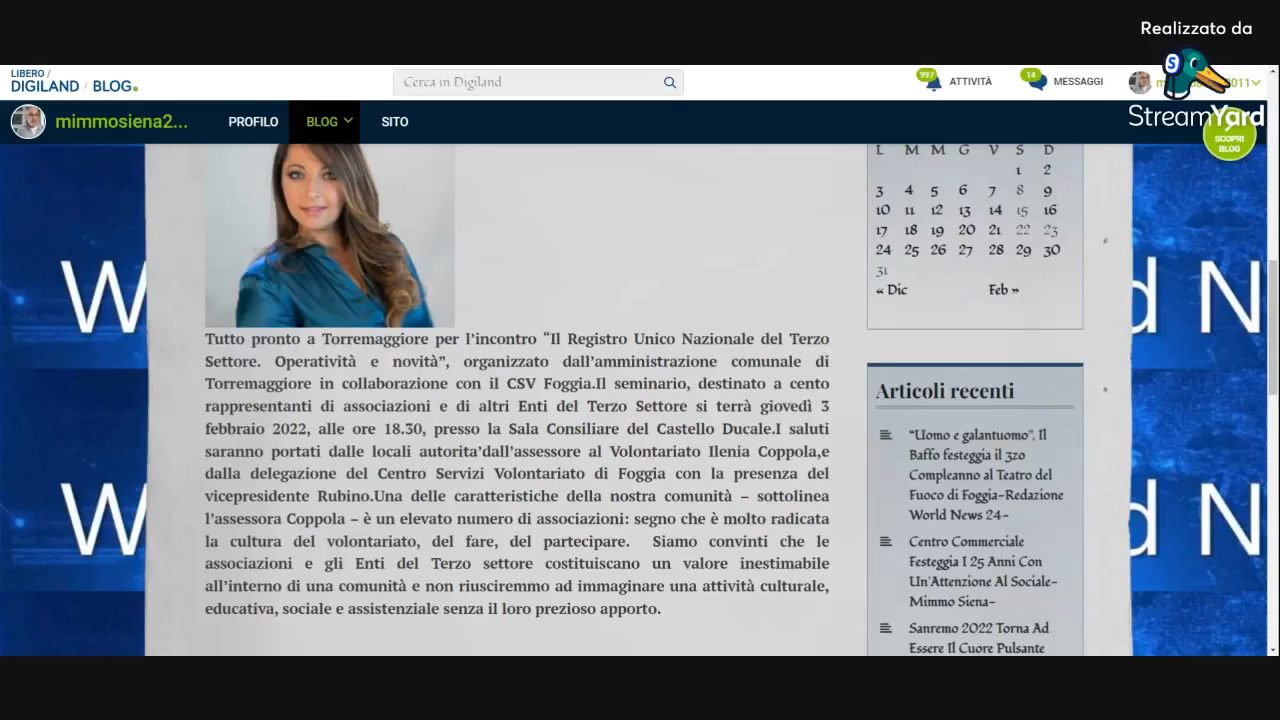 Realizzato da
StreamYard
LIBERO /
DIGILAND / BLOG.
Cerca in Digiland
997
ATTIVITÀ
14
MESSAGGI
mimmosiena2...
PROFILO
BLOG
SITO
SCOPRI
BLOG
L M M G V S D
1 2
3 4 5 6 7 8 9
10 11 12 13 14 15 16
17 18 19 20 21 22 23
24 25 26 27 28 29 30
31
« Dic Feb »
Tutto pronto a Torremaggiore per l’incontro “Il Registro Unico Nazionale del Terzo
Settore. Operatività e novità”, organizzato dall’amministrazione comunale di
Torremaggiore in collaborazione con il CSV Foggia.Il seminario, destinato a cento
rappresentanti di associazioni e di altri Enti del Terzo Settore si terrà giovedì 3
febbraio 2022, alle ore 18.30, presso la Sala Consiliare del Castello Ducale.I saluti
saranno portati dalle locali autorita’dall’assessore al Volontariato Ilenia Coppola,e
dalla delegazione del Centro Servizi Volontariato di Foggia con la presenza del
vicepresidente Rubino.Una delle caratteristiche della nostra comunità – sottolinea
l’assessora Coppola – è un elevato numero di associazioni: segno che è molto radicata
la cultura del volontariato, del fare, del partecipare. Siamo convinti che le
associazioni e gli Enti del Terzo settore costituiscano un valore inestimabile
all’interno di una comunità e non riusciremmo ad immaginare una attività culturale,
educativa, sociale e assistenziale senza il loro prezioso apporto.
Articoli recenti
“Uomo e galantuomo”, Il
Baffo festeggia il 3zo
Compleanno al Teatro del
Fuoco di Foggia-Redazione
World News 24-
Centro Commerciale
Festeggia I 25 Anni Con
Un’Attenzione Al Sociale-
Mimmo Siena-
Sanremo 2022 Torna Ad
Essere Il Cuore Pulsante
W
W
d N
d N